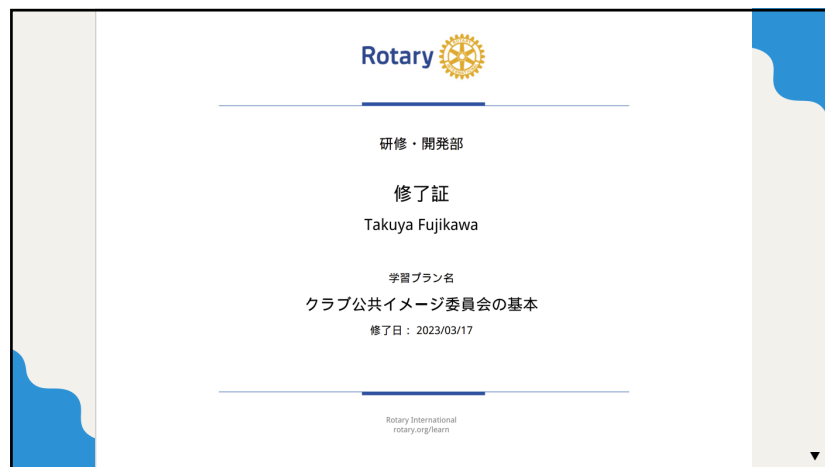 Rotary
研修・開発部
修了証
Takuya Fujikawa
学習プラン名
クラブ公共イメージ委員会の基本
修了日： 2023/03/17
Rotary International
rotary.org/learn